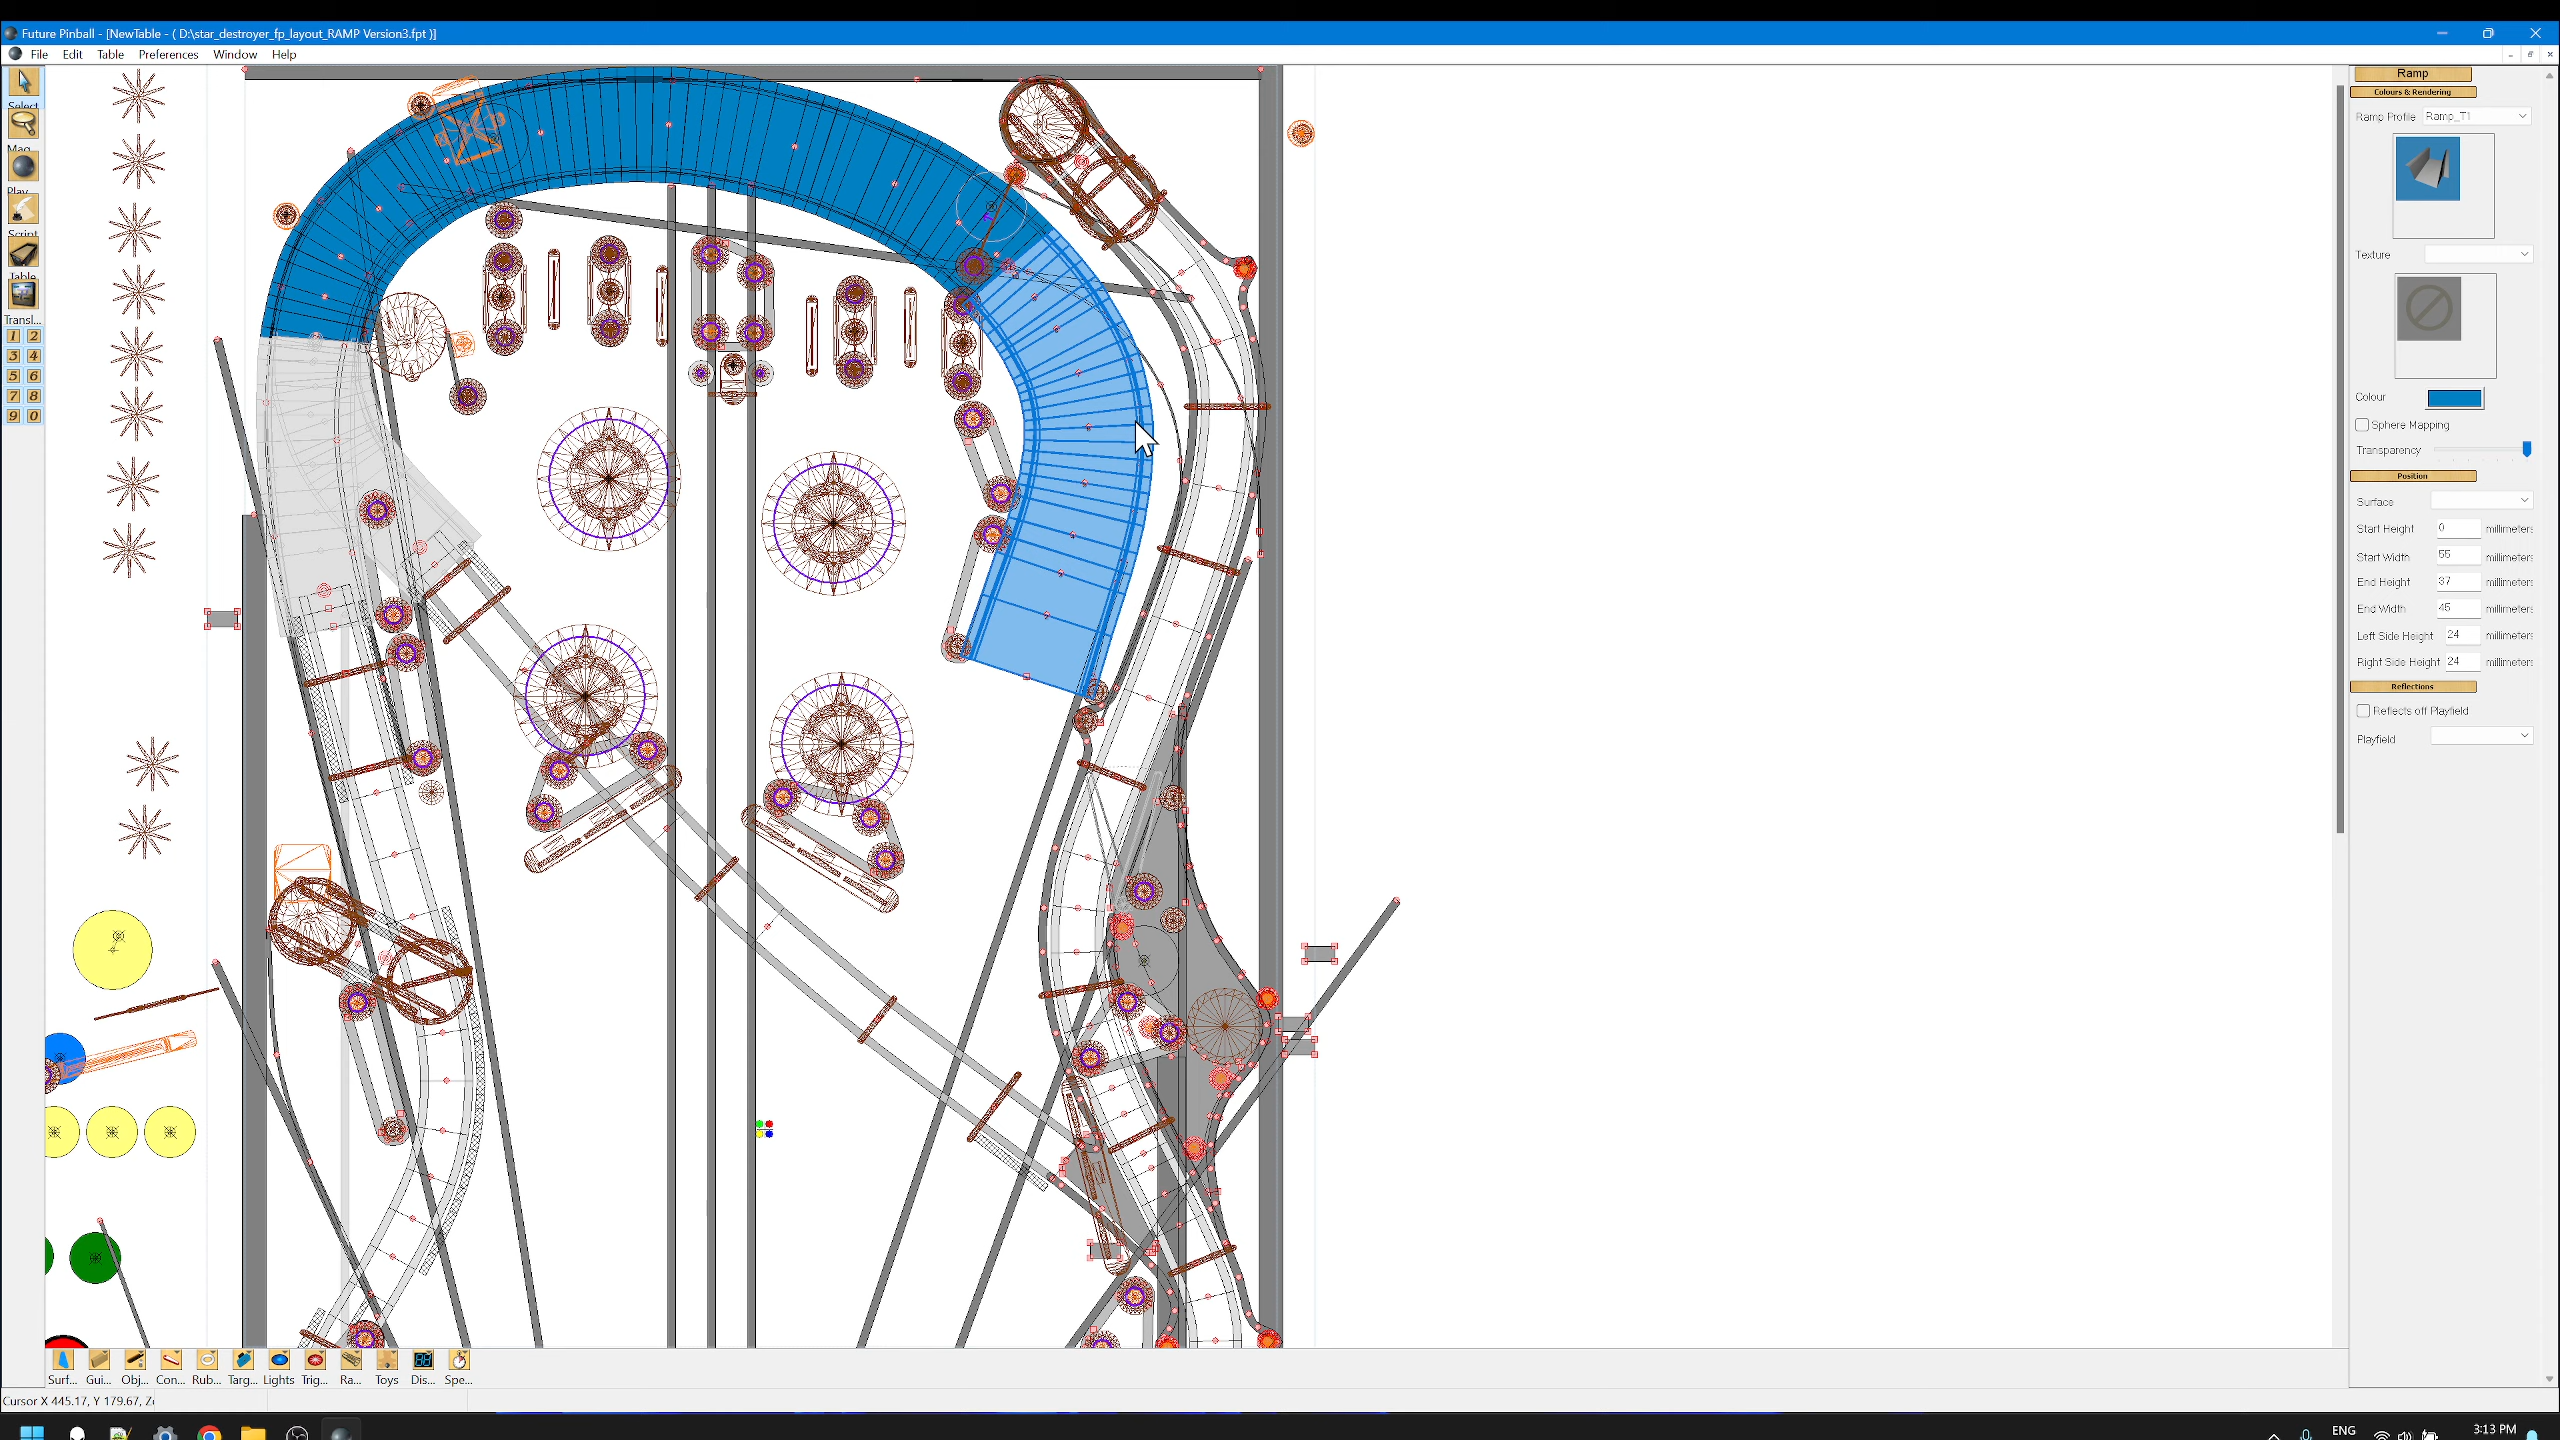 Future Pinball - [NewTable - ( D:\star_destroyer_fp_layout_RAMP Version3.fpt )]
File Edit Table Preferences Window Help
Select
Mag
Play
Script
Table
Transl...
1 2
3 4
5 6
7 8
9 0
Ramp
Colours & Rendering
Ramp Profile Ramp_T1
Texture
Colour
Sphere Mapping
Transparency
Position
Surface
Start Height 0 millimeters
Start Width 55 millimeters
End Height 37 millimeters
End Width 45 millimeters
Left Side Height 24 millimeters
Right Side Height 24 millimeters
Reflections
Reflects off Playfield
Playfield
Surf... Gui... Obj... Con... Rub... Targ... Lights Trig... Ra... Toys Dis... Spe...
Cursor X 445.17, Y 179.67, Z
ENG
3:13 PM